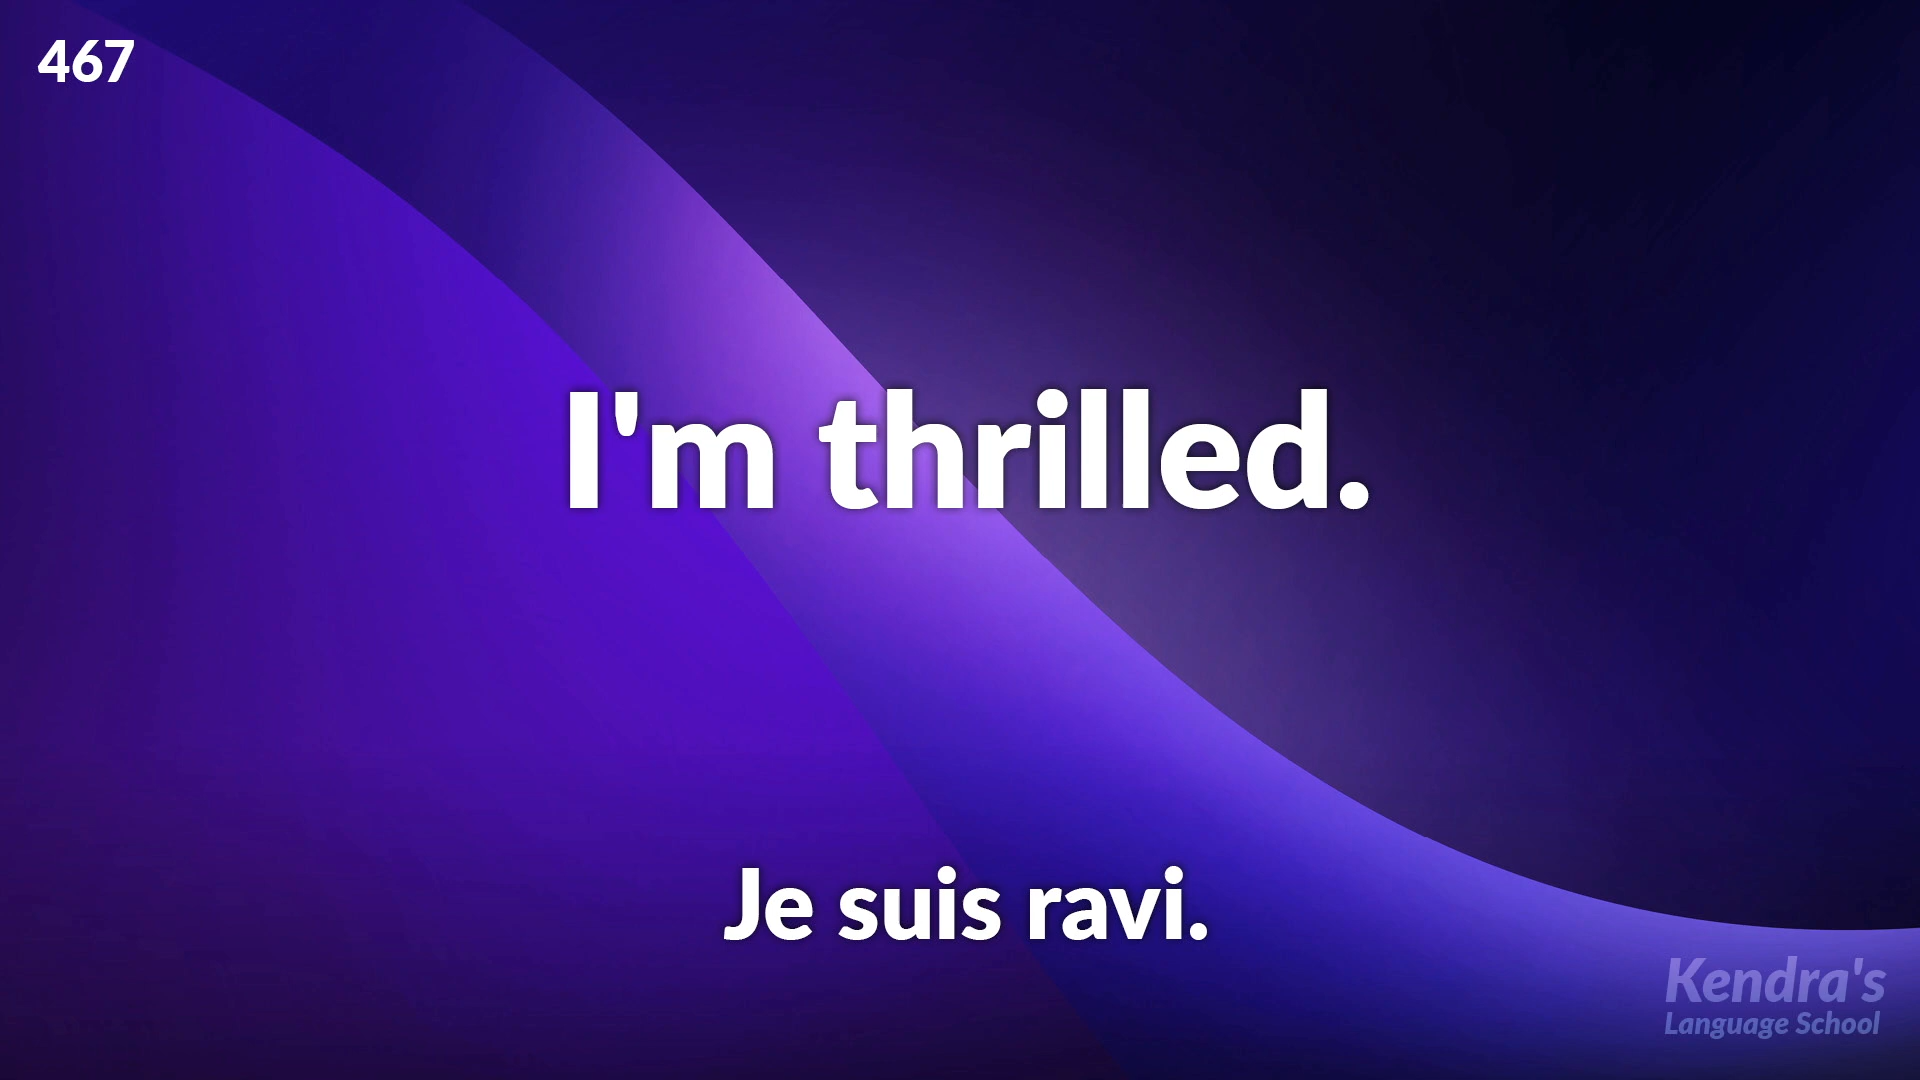 467
I'm thrilled.
Je suis ravi.
Kendra's
Language School